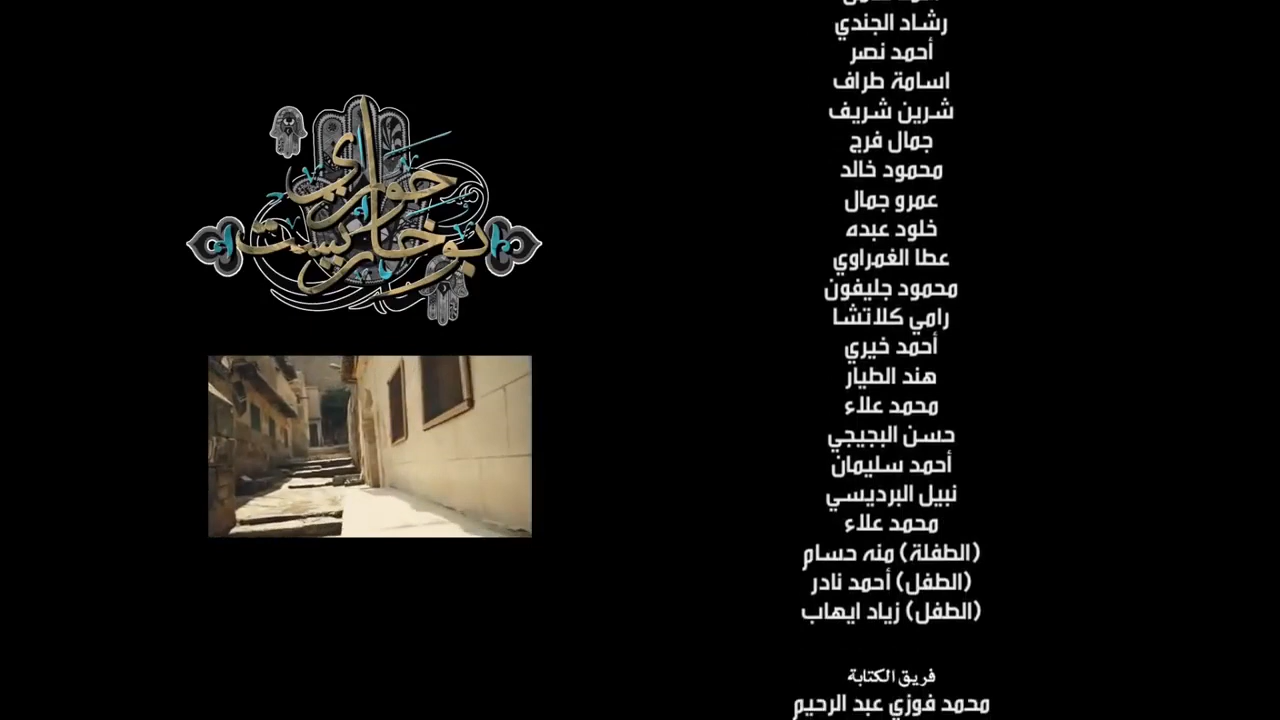 حواري
بوخارست
رشاد الجندي
أحمد نصر
اسامة طراف
شرين شريف
جمال فرج
محمود خالد
عمرو جمال
خلود عبده
عطا الغمراوي
محمود جليفون
رامي كلاتشا
أحمد خيري
هند الطيار
محمد علاء
حسن البجيجي
أحمد سليمان
نبيل البرديسي
محمد علاء
(الطفلة) منه حسام
(الطفل) أحمد نادر
(الطفل) زياد ايهاب
فريق الكتابة
محمد فوزي عبد الرحيم